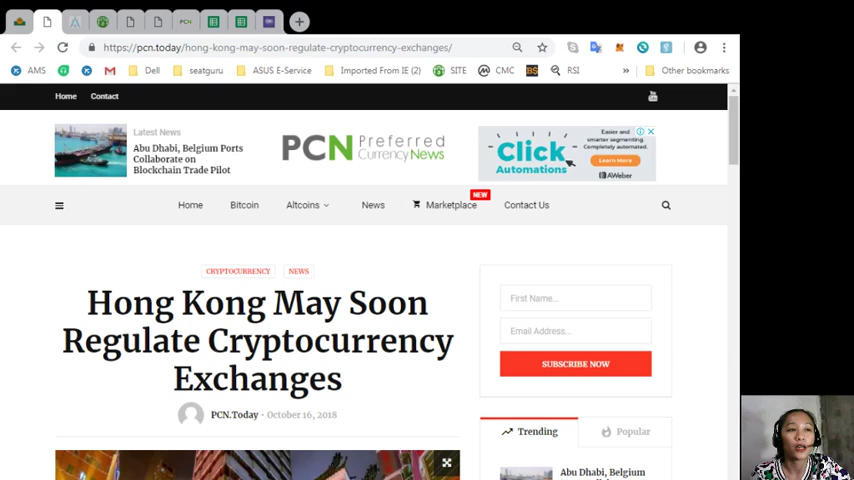 PCN
https://pcn.today/hong-kong-may-soon-regulate-cryptocurrency-exchanges/
AMS
Dell
seatguru
ASUS E-Service
Imported From IE (2)
SITE
CMC
RSI
»
Other bookmarks
Home
Contact
Latest News
Abu Dhabi, Belgium Ports
Collaborate on
Blockchain Trade Pilot
PCN Preferred
Currency News
Click
Automations
Easier and
smarter segmenting.
Completely automated.
Learn More
AWeber
Home
Bitcoin
Altcoins
News
Marketplace
NEW
Contact Us
CRYPTOCURRENCY
NEWS
Hong Kong May Soon
Regulate Cryptocurrency
Exchanges
PCN.Today - October 16, 2018
First Name...
Email Address...
SUBSCRIBE NOW
Trending
Popular
Abu Dhabi, Belgium